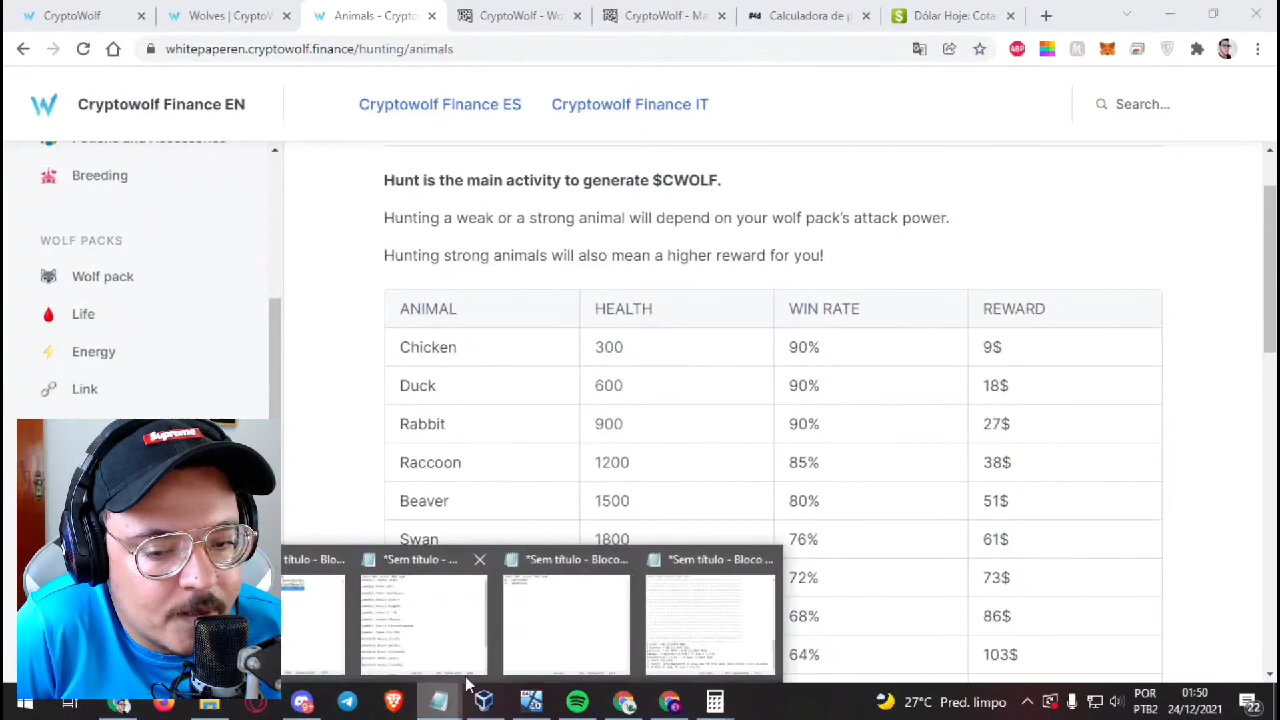 CryptoWolf
Wolves | CryptoV
Animals - Crypto
CryptoWolf - Wo
CryptoWolf - Ma
Calculadora de p
Dólar Hoje: Cota
whitepaperen.cryptowolf.finance/hunting/animals
Cryptowolf Finance EN
Cryptowolf Finance ES
Cryptowolf Finance IT
Search...
Breeding
WOLF PACKS
Wolf pack
Life
Energy
Link
Hunt is the main activity to generate $CWOLF.
Hunting a weak or a strong animal will depend on your wolf pack's attack power.
Hunting strong animals will also mean a higher reward for you!
ANIMAL HEALTH WIN RATE REWARD
Chicken 300 90% 9$
Duck 600 90% 18$
Rabbit 900 90% 27$
Raccoon 1200 85% 38$
Beaver 1500 80% 51$
Swan 1800 76% 61$
73$
86$
103$
Supreme
título - Bloc...
*Sem título - ...
*Sem título - Bloco...
*Sem título - Bloco ...
27°C Pred. limpo
POR
PTB2
01:50
24/12/2021
22